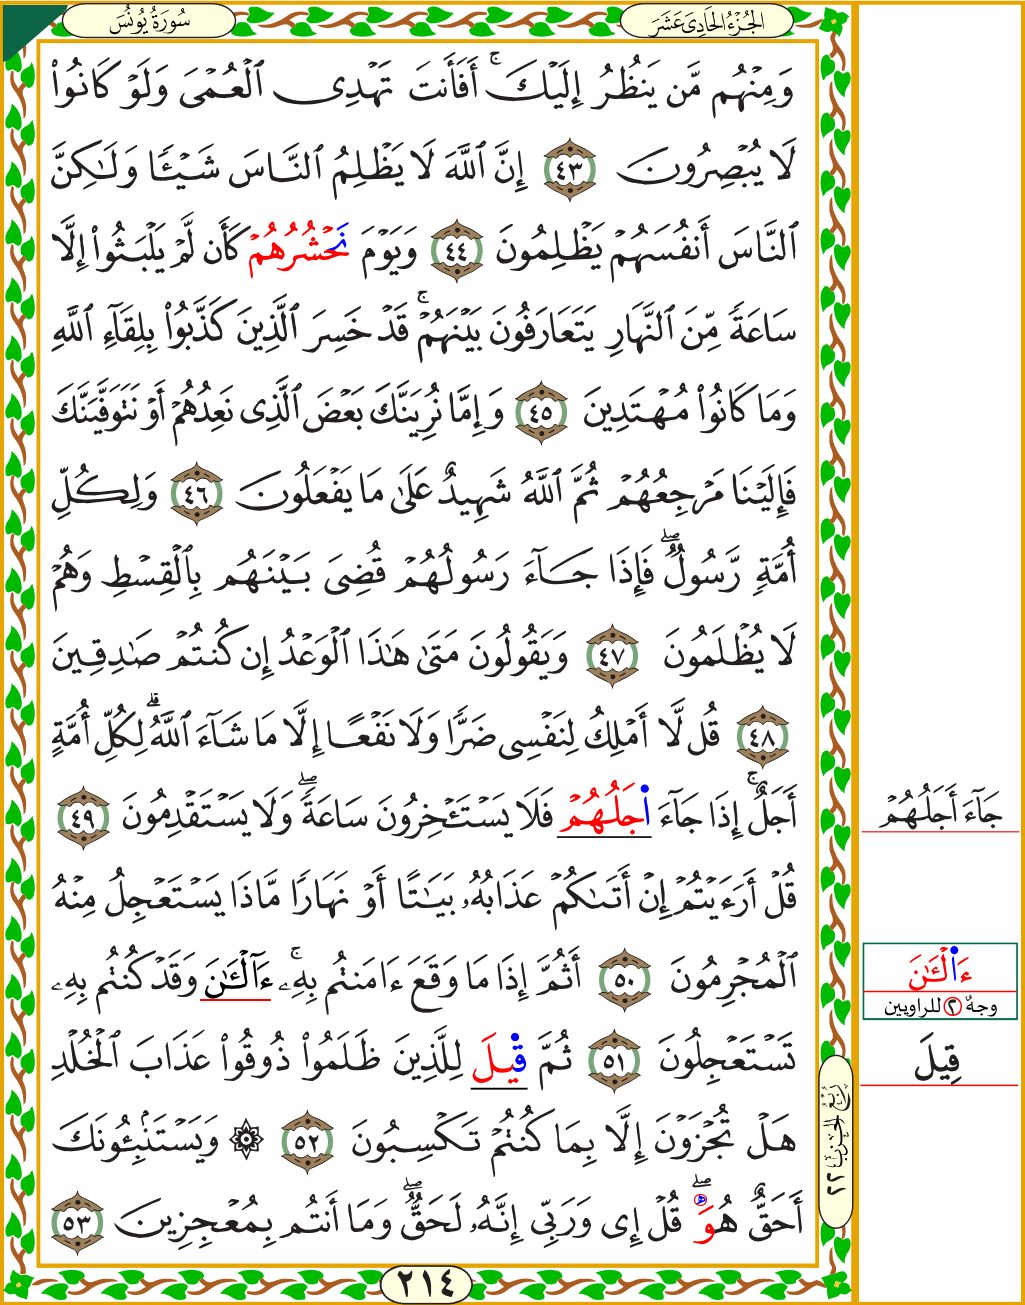 سُورَةُ يُونُسَ
الجُزْءُ الحَادِىَ عَشَرَ
وَمِنْهُم مَّن يَنظُرُ إِلَيْكَ ۚ أَفَأَنتَ تَهْدِى ٱلْعُمْىَ وَلَوْ كَانُوا۟
لَا يُبْصِرُونَ ٤٣ إِنَّ ٱللَّهَ لَا يَظْلِمُ ٱلنَّاسَ شَيْـًٔا وَلَـٰكِنَّ
ٱلنَّاسَ أَنفُسَهُمْ يَظْلِمُونَ ٤٤ وَيَوْمَ نَحْشُرُهُمْ كَأَن لَّمْ يَلْبَثُوٓا۟ إِلَّا
سَاعَةً مِّنَ ٱلنَّهَارِ يَتَعَارَفُونَ بَيْنَهُمْ ۚ قَدْ خَسِرَ ٱلَّذِينَ كَذَّبُوا۟ بِلِقَآءِ ٱللَّهِ
وَمَا كَانُوا۟ مُهْتَدِينَ ٤٥ وَإِمَّا نُرِيَنَّكَ بَعْضَ ٱلَّذِى نَعِدُهُمْ أَوْ نَتَوَفَّيَنَّكَ
فَإِلَيْنَا مَرْجِعُهُمْ ثُمَّ ٱللَّهُ شَهِيدٌ عَلَىٰ مَا يَفْعَلُونَ ٤٦ وَلِكُلِّ
أُمَّةٍ رَّسُولٌ ۖ فَإِذَا جَآءَ رَسُولُهُمْ قُضِىَ بَيْنَهُم بِٱلْقِسْطِ وَهُمْ
لَا يُظْلَمُونَ ٤٧ وَيَقُولُونَ مَتَىٰ هَـٰذَا ٱلْوَعْدُ إِن كُنتُمْ صَـٰدِقِينَ
٤٨ قُل لَّآ أَمْلِكُ لِنَفْسِى ضَرًّا وَلَا نَفْعًا إِلَّا مَا شَآءَ ٱللَّهُ ۗ لِكُلِّ أُمَّةٍ
أَجَلٌ ۚ إِذَا جَآءَ اجَلُهُمْ فَلَا يَسْتَـْٔخِرُونَ سَاعَةً ۖ وَلَا يَسْتَقْدِمُونَ ٤٩
جَآءَ أَجَلُهُمْ
قُلْ أَرَءَيْتُمْ إِنْ أَتَىٰكُمْ عَذَابُهُۥ بَيَـٰتًا أَوْ نَهَارًا مَّاذَا يَسْتَعْجِلُ مِنْهُ
ٱلْمُجْرِمُونَ ٥٠ أَثُمَّ إِذَا مَا وَقَعَ ءَامَنتُم بِهِۦٓ ۚ ءَآلْـَٔـٰنَ وَقَدْ كُنتُم بِهِۦ
ءَاْلْـَٔـٰنَ
وجهٌ ٢ للراويين
تَسْتَعْجِلُونَ ٥١ ثُمَّ قِيلَ لِلَّذِينَ ظَلَمُوا۟ ذُوقُوا۟ عَذَابَ ٱلْخُلْدِ
قِيلَ
هَلْ تُجْزَوْنَ إِلَّا بِمَا كُنتُمْ تَكْسِبُونَ ٥٢ ۞ وَيَسْتَنۢبِـُٔونَكَ
أَحَقٌّ هُوَ ۖ قُلْ إِى وَرَبِّىٓ إِنَّهُۥ لَحَقٌّ ۖ وَمَآ أَنتُم بِمُعْجِزِينَ ٥٣
رُبْعُ الحِزْب ٢٢
٢١٤